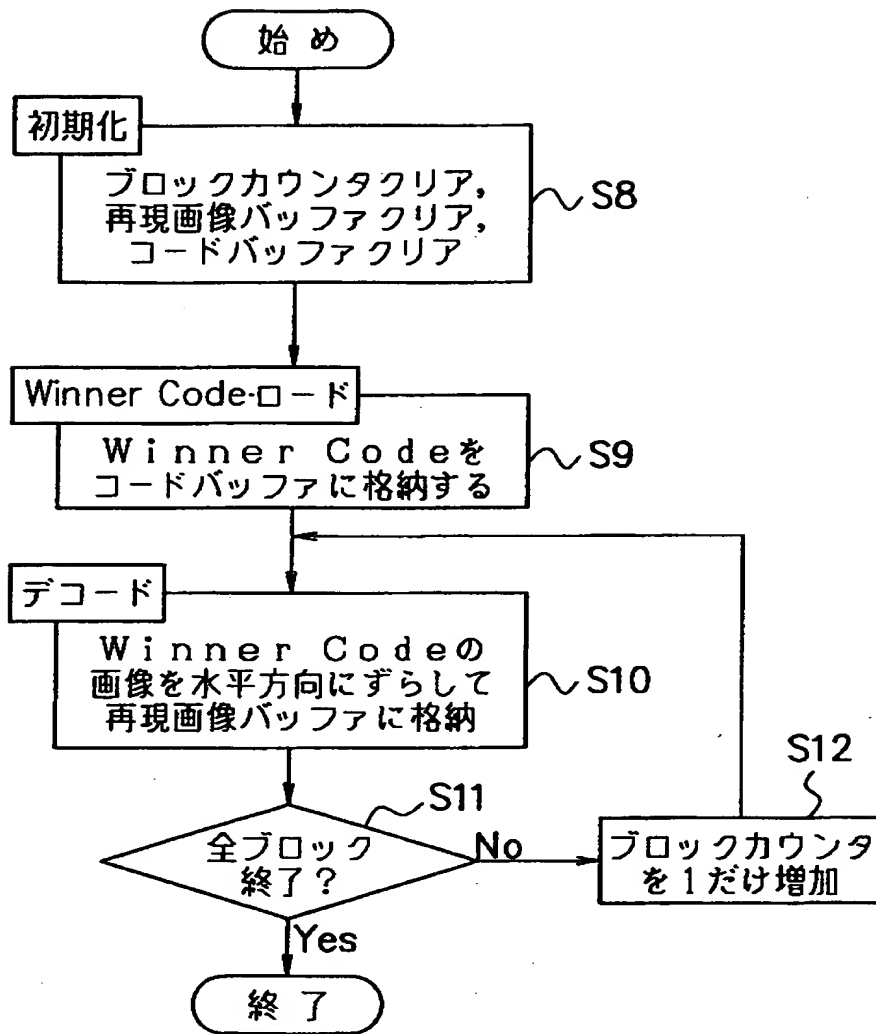 始め
初期化
ブロックカウンタクリア,
再現画像バッファクリア,
コードバッファクリア
S8
Winner Code·ロード
Winner Codeを
コードバッファに格納する
S9
デコード
Winner Codeの
画像を水平方向にずらして
再現画像バッファに格納
S10
S11
全ブロック
終了?
No
S12
ブロックカウンタ
を1だけ増加
Yes
終了